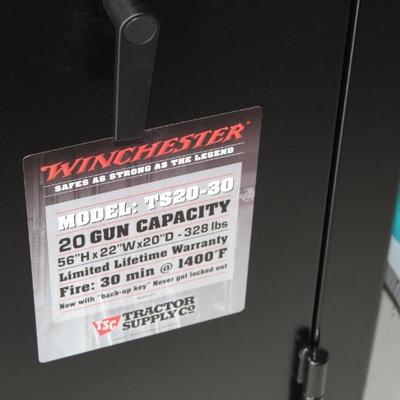 WINCHESTER
SAFES AS STRONG AS THE LEGEND
MODEL: TS20-30
20 GUN CAPACITY
56"H x 22"W x 20"D - 328 lbs
Limited Lifetime Warranty
Fire: 30 min @ 1400°F
Now with "back-up key" Never get locked out
TSC TRACTOR
SUPPLY CO